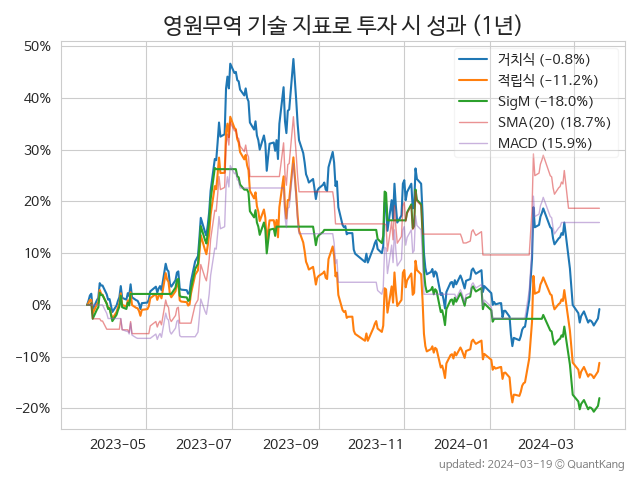 영원무역 기술 지표로 투자 시 성과 (1년)
거치식 (−0.8%)
적립식 (−11.2%)
SigM (−18.0%)
SMA(20) (18.7%)
MACD (15.9%)
50%
40%
30%
20%
10%
0%
−10%
−20%
2023-05 2023-07 2023-09 2023-11 2024-01 2024-03
updated: 2024-03-19 ⓒ QuantKang